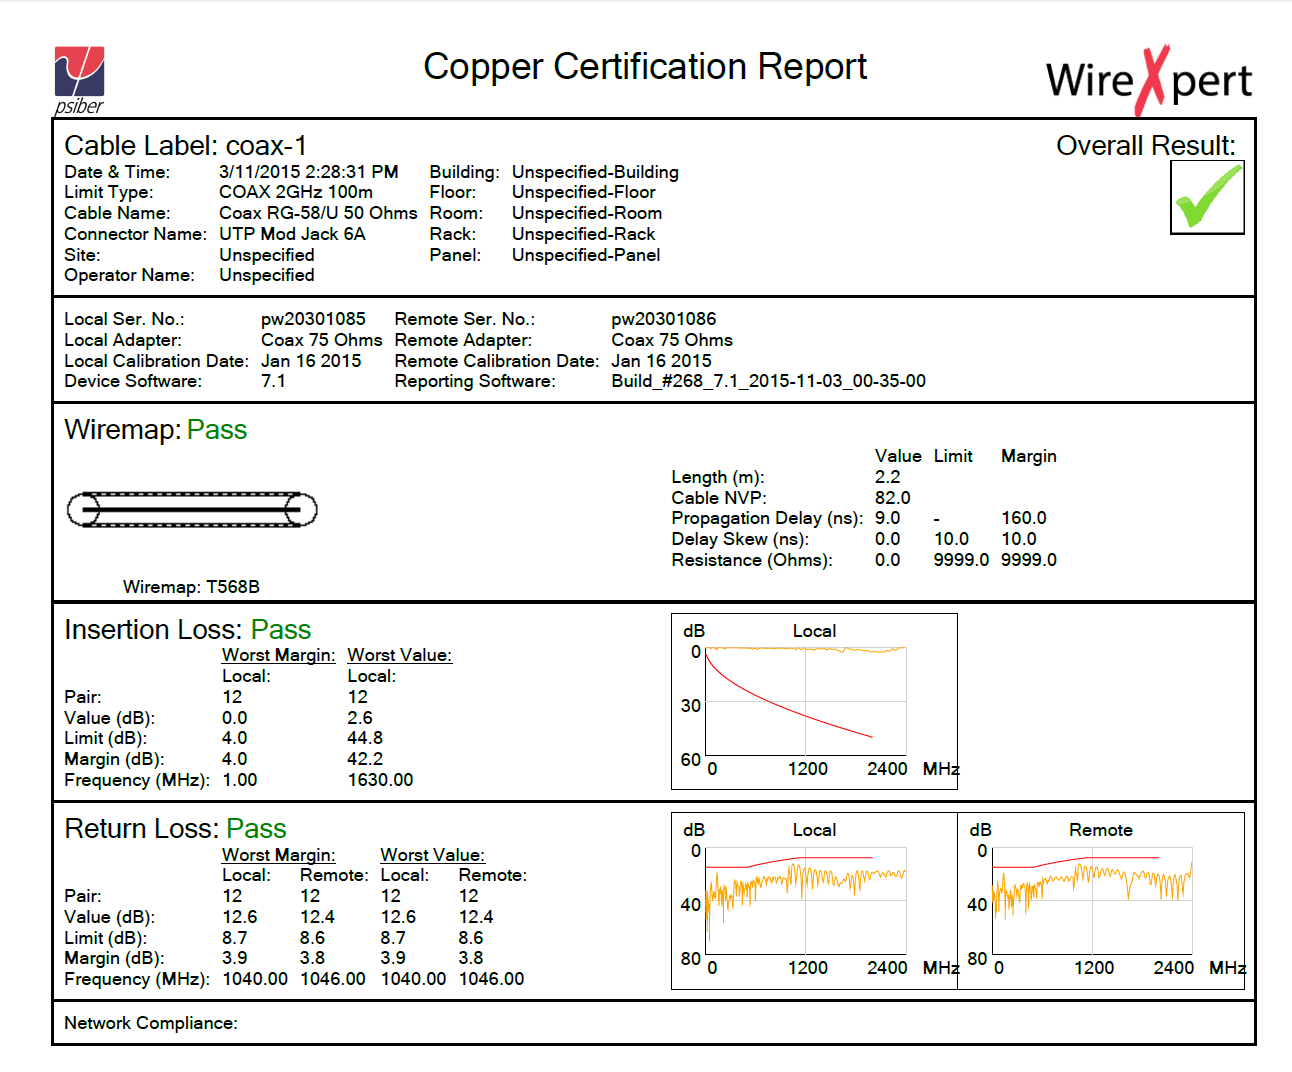 psiber
Copper Certification Report
WireXpert
Cable Label: coax-1
Overall Result:
Date & Time: 3/11/2015 2:28:31 PM Building: Unspecified-Building
Limit Type: COAX 2GHz 100m Floor: Unspecified-Floor
Cable Name: Coax RG-58/U 50 Ohms Room: Unspecified-Room
Connector Name: UTP Mod Jack 6A Rack: Unspecified-Rack
Site: Unspecified Panel: Unspecified-Panel
Operator Name: Unspecified
Local Ser. No.: pw20301085 Remote Ser. No.: pw20301086
Local Adapter: Coax 75 Ohms Remote Adapter: Coax 75 Ohms
Local Calibration Date: Jan 16 2015 Remote Calibration Date: Jan 16 2015
Device Software: 7.1 Reporting Software: Build_#268_7.1_2015-11-03_00-35-00
Wiremap: Pass
Wiremap: T568B
Value Limit Margin
Length (m): 2.2
Cable NVP: 82.0
Propagation Delay (ns): 9.0 - 160.0
Delay Skew (ns): 0.0 10.0 10.0
Resistance (Ohms): 0.0 9999.0 9999.0
Insertion Loss: Pass
Worst Margin: Worst Value:
Local: Local:
Pair: 12 12
Value (dB): 0.0 2.6
Limit (dB): 4.0 44.8
Margin (dB): 4.0 42.2
Frequency (MHz): 1.00 1630.00
dB Local
0
30
60
0 1200 2400 MHz
Return Loss: Pass
Worst Margin: Worst Value:
Local: Remote: Local: Remote:
Pair: 12 12 12 12
Value (dB): 12.6 12.4 12.6 12.4
Limit (dB): 8.7 8.6 8.7 8.6
Margin (dB): 3.9 3.8 3.9 3.8
Frequency (MHz): 1040.00 1046.00 1040.00 1046.00
dB Local
0
40
80
0 1200 2400 MHz
dB Remote
0
40
80
0 1200 2400 MHz
Network Compliance: